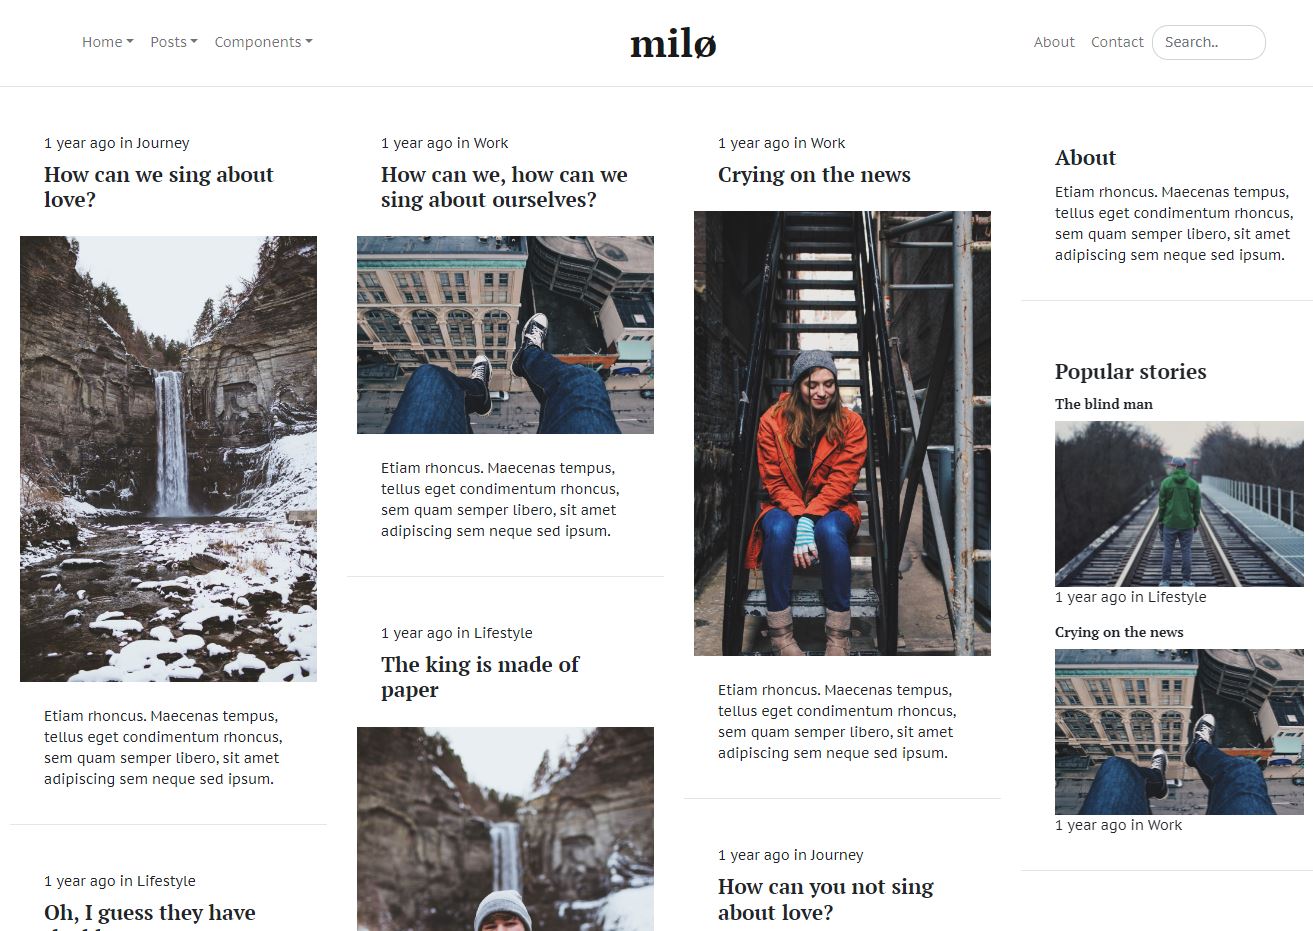 Home
Posts
Components
milø
About
Contact
Search..
1 year ago in Journey
How can we sing about
love?
Etiam rhoncus. Maecenas tempus,
tellus eget condimentum rhoncus,
sem quam semper libero, sit amet
adipiscing sem neque sed ipsum.
1 year ago in Lifestyle
Oh, I guess they have
1 year ago in Work
How can we, how can we
sing about ourselves?
Etiam rhoncus. Maecenas tempus,
tellus eget condimentum rhoncus,
sem quam semper libero, sit amet
adipiscing sem neque sed ipsum.
1 year ago in Lifestyle
The king is made of
paper
1 year ago in Work
Crying on the news
Etiam rhoncus. Maecenas tempus,
tellus eget condimentum rhoncus,
sem quam semper libero, sit amet
adipiscing sem neque sed ipsum.
1 year ago in Journey
How can you not sing
about love?
About
Etiam rhoncus. Maecenas tempus,
tellus eget condimentum rhoncus,
sem quam semper libero, sit amet
adipiscing sem neque sed ipsum.
Popular stories
The blind man
1 year ago in Lifestyle
Crying on the news
1 year ago in Work